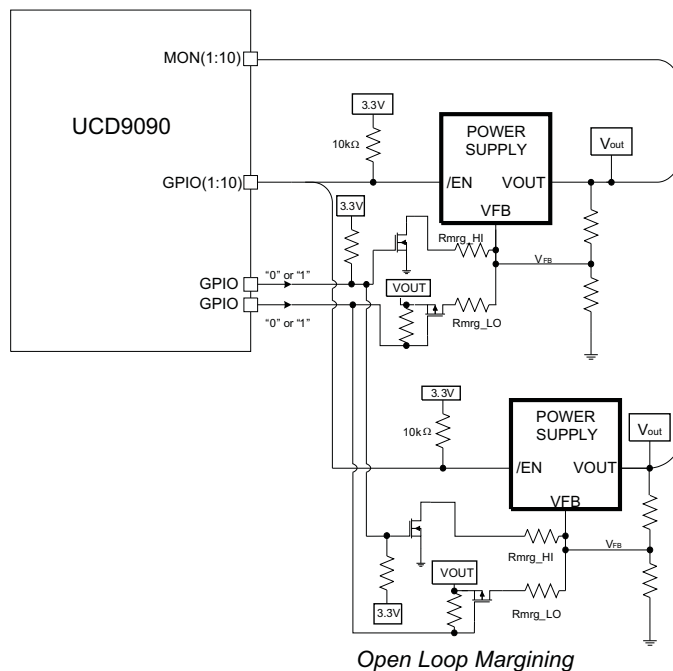 MON(1:10)
3.3V
POWER
SUPPLY
Vout
UCD9090
10kΩ
GPIO(1:10)
/EN
VOUT
3.3V
VFB
Rmrg_HI
VFB
GPIO
"0" or "1"
VOUT
GPIO
"0" or "1"
Rmrg_LO
3.3V
POWER
SUPPLY
Vout
10kΩ
/EN
VOUT
VFB
VFB
Rmrg_HI
VOUT
3.3V
Rmrg_LO
Open Loop Margining